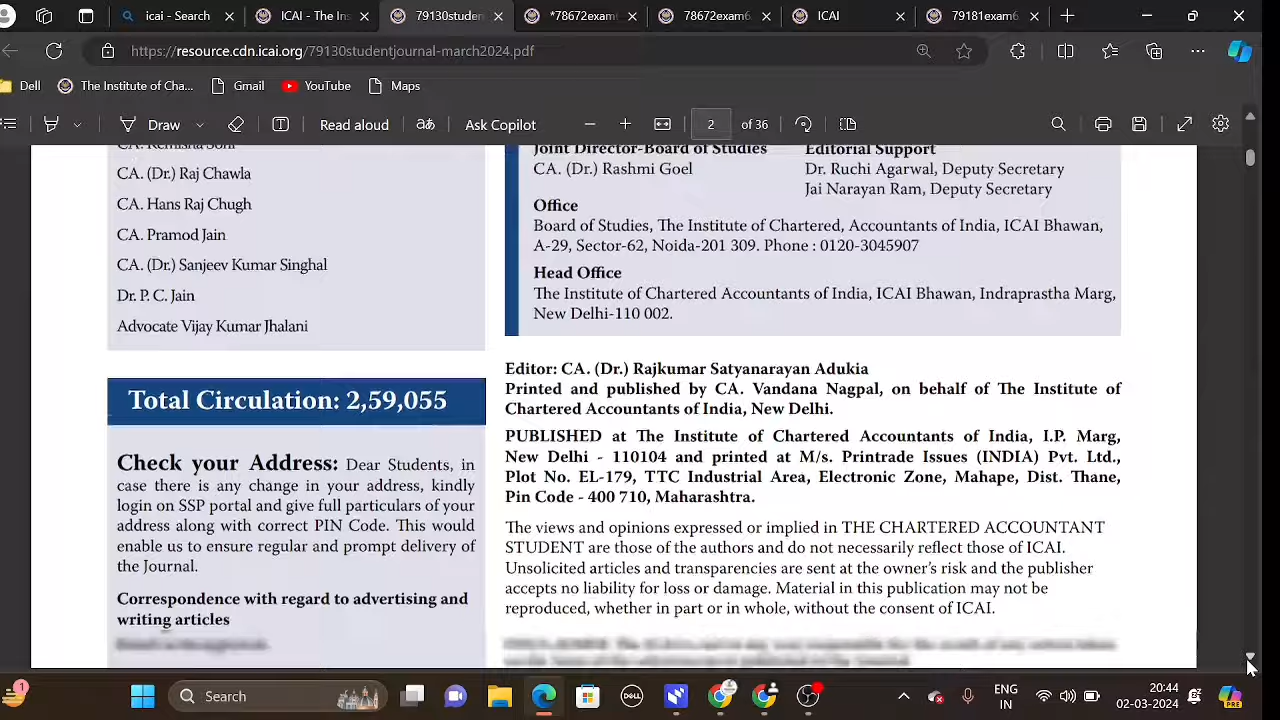 icai - Search
ICAI - The Ins
79130studen
*78672exam
78672exam6
ICAI
79181exam6
https://resource.cdn.icai.org/79130studentjournal-march2024.pdf
Dell
The Institute of Cha...
Gmail
YouTube
Maps
Draw
Read aloud
Ask Copilot
2
of 36
CA. (Dr.) Raj Chawla
CA. Hans Raj Chugh
CA. Pramod Jain
CA. (Dr.) Sanjeev Kumar Singhal
Dr. P. C. Jain
Advocate Vijay Kumar Jhalani
Total Circulation: 2,59,055
Check your Address: Dear Students, in
case there is any change in your address, kindly
login on SSP portal and give full particulars of your
address along with correct PIN Code. This would
enable us to ensure regular and prompt delivery of
the Journal.
Correspondence with regard to advertising and
writing articles
Joint Director-Board of Studies
CA. (Dr.) Rashmi Goel
Editorial Support
Dr. Ruchi Agarwal, Deputy Secretary
Jai Narayan Ram, Deputy Secretary
Office
Board of Studies, The Institute of Chartered, Accountants of India, ICAI Bhawan,
A-29, Sector-62, Noida-201 309. Phone : 0120-3045907
Head Office
The Institute of Chartered Accountants of India, ICAI Bhawan, Indraprastha Marg,
New Delhi-110 002.
Editor: CA. (Dr.) Rajkumar Satyanarayan Adukia
Printed and published by CA. Vandana Nagpal, on behalf of The Institute of
Chartered Accountants of India, New Delhi.
PUBLISHED at The Institute of Chartered Accountants of India, I.P. Marg,
New Delhi - 110104 and printed at M/s. Printrade Issues (INDIA) Pvt. Ltd.,
Plot No. EL-179, TTC Industrial Area, Electronic Zone, Mahape, Dist. Thane,
Pin Code - 400 710, Maharashtra.
The views and opinions expressed or implied in THE CHARTERED ACCOUNTANT
STUDENT are those of the authors and do not necessarily reflect those of ICAI.
Unsolicited articles and transparencies are sent at the owner's risk and the publisher
accepts no liability for loss or damage. Material in this publication may not be
reproduced, whether in part or in whole, without the consent of ICAI.
1
Search
DELL
ENG
IN
20:44
02-03-2024
PRE